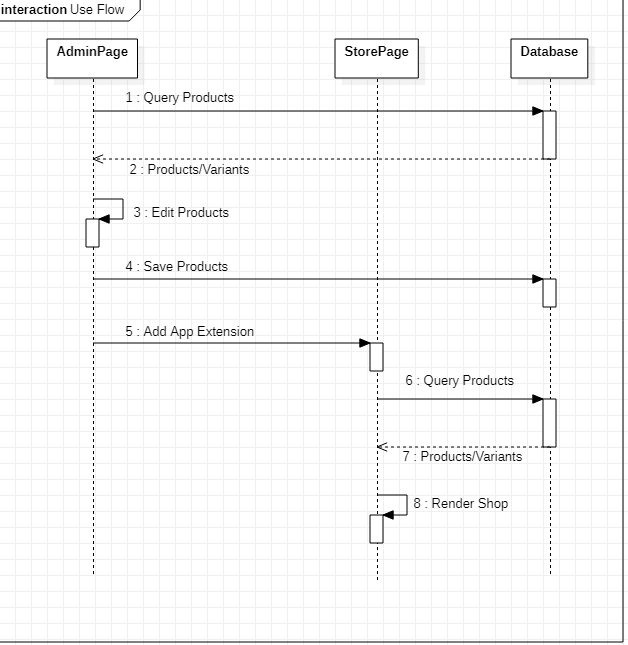 interaction Use Flow
AdminPage
StorePage
Database
1 : Query Products
2 : Products/Variants
3 : Edit Products
4 : Save Products
5 : Add App Extension
6 : Query Products
7 : Products/Variants
8 : Render Shop